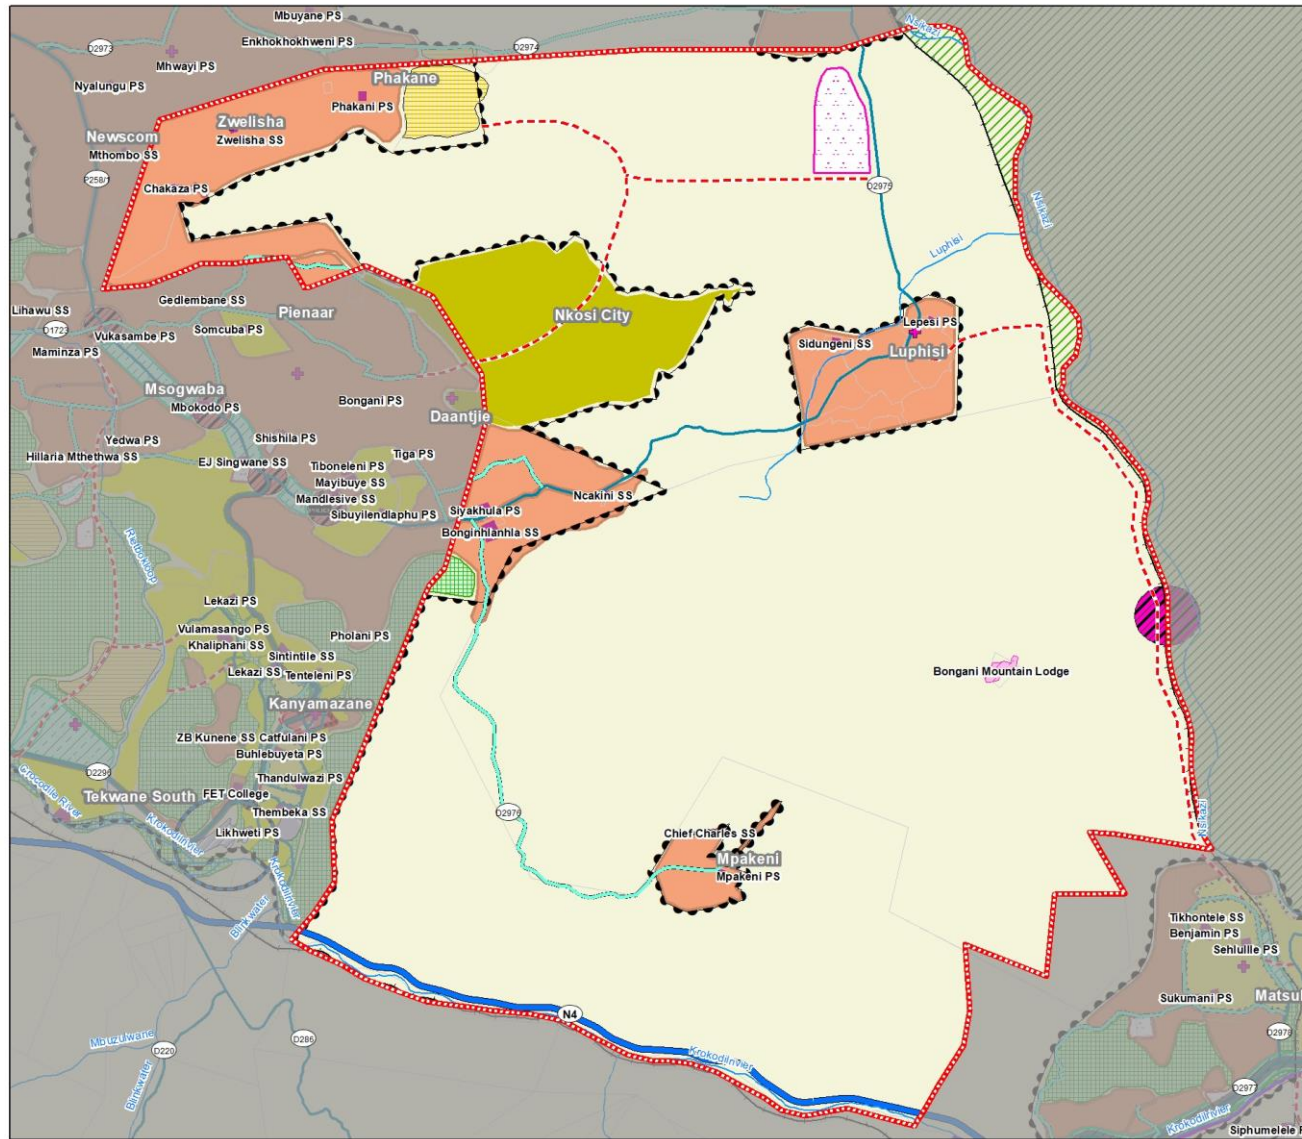 Mbuyane PS
Nsikazi
Enkhokhokhweni PS
D2973
D2974
Mhwayi PS
Phakane
Nyalungu PS
Phakani PS
Zwelisha
Newscom
Zwelisha SS
Mthombo SS
P258/1
Chakaza PS
D2975
Nsikazi
Luphisi
Gedlembane SS
Lihawu SS
Pienaar
Nkosi City
Lepesi PS
D1723
Vukasambe PS
Somcuba PS
Sidungeni SS
Maminza PS
Luphisi
Msogwaba
Mbokodo PS
Bongani PS
Daantjie
Yedwa PS
Shishila PS
Hillaria Mthethwa SS
EJ Singwane SS
Tiga PS
Tiboneleni PS
Mayibuye SS
Mandlesive SS
Ncakini SS
Sibuyilendlaphu PS
Siyakhula PS
Bonginhlanhla SS
Rietbokloop
Lekazi PS
Vulamasango PS
Khaliphani SS
Pholani PS
Sintintile SS
Lekazi SS
Tenteleni PS
Bongani Mountain Lodge
Kanyamazane
ZB Kunene SS
Catfulani PS
Buhlebuyeta PS
D2296
Thandulwazi PS
Crocodile River
Tekwane South
FET College
Thembeka SS
D2976
Nsikazi
Krokodilrivier
Likhweti PS
Chief Charles SS
Mpakeni
Mpakeni PS
Krokodilrivier
Blinkwater
Tikhontele SS
Benjamin PS
Sehlullle PS
Sukumani PS
Matsul
N4
Mbuzulwane
D286
D220
Krokodilrivier
D2978
Blinkwater
D2977
Krokodilrivier
Siphumelele P